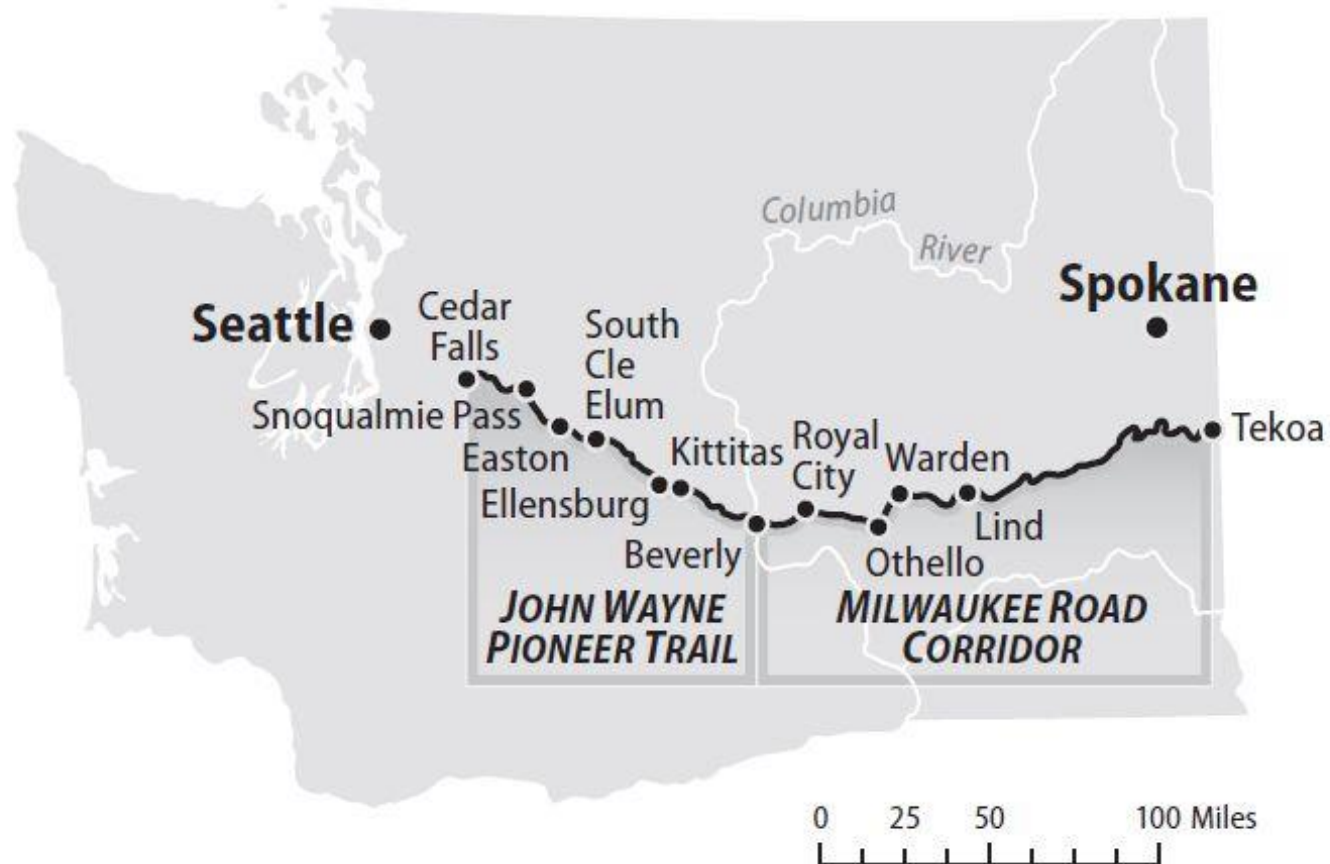 Columbia
River
Spokane
Seattle
Cedar
Falls
South
Cle
Elum
Snoqualmie Pass
Easton
Ellensburg
Kittitas
Royal
City
Warden
Tekoa
Lind
Beverly
Othello
JOHN WAYNE
PIONEER TRAIL
MILWAUKEE ROAD
CORRIDOR
0 25 50 100 Miles